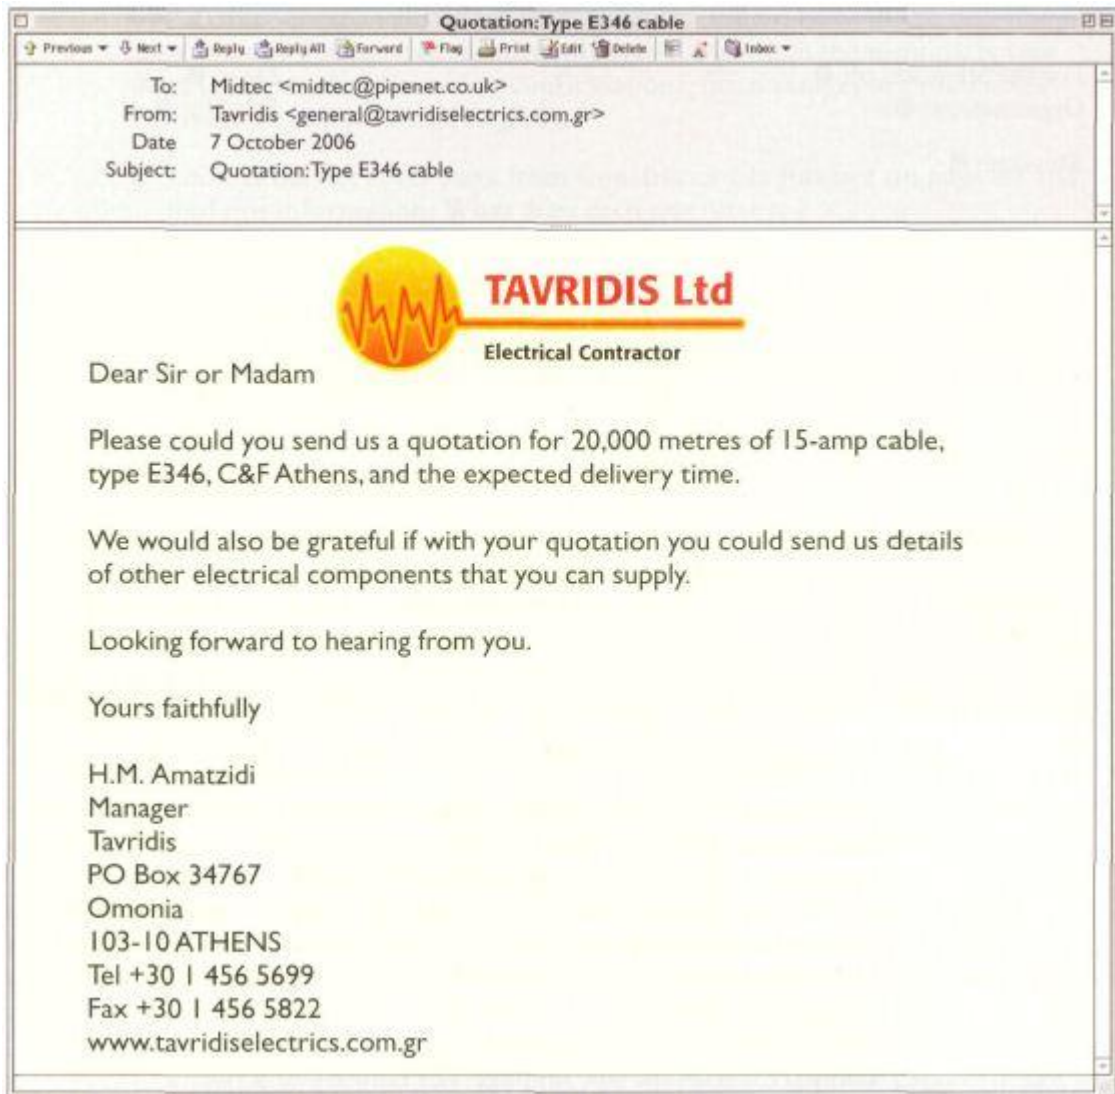 Quotation: Type E346 cable
Previous Next Reply Reply All Forward Flag Print Edit Delete Inbox
To: Midtec <midtec@pipenet.co.uk>
From: Tavridis <general@tavridiselectrics.com.gr>
Date 7 October 2006
Subject: Quotation: Type E346 cable
TAVRIDIS Ltd
Electrical Contractor
Dear Sir or Madam
Please could you send us a quotation for 20,000 metres of 15-amp cable,
type E346, C&F Athens, and the expected delivery time.
We would also be grateful if with your quotation you could send us details
of other electrical components that you can supply.
Looking forward to hearing from you.
Yours faithfully
H.M. Amatzidi
Manager
Tavridis
PO Box 34767
Omonia
103-10 ATHENS
Tel +30 1 456 5699
Fax +30 1 456 5822
www.tavridiselectrics.com.gr